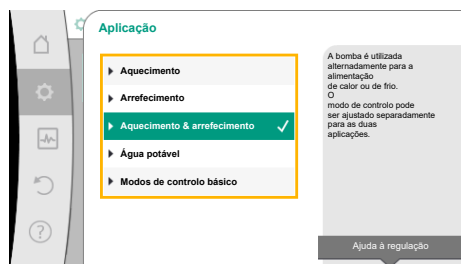 Aplicação
Aquecimento
Arrefecimento
Aquecimento & arrefecimento
Água potável
Modos de controlo básico
A bomba é utilizada
alternadamente para a
alimentação
de calor ou de frio.
O
modo de controlo pode
ser ajustado separadamente
para as duas
aplicações.
Ajuda à regulação